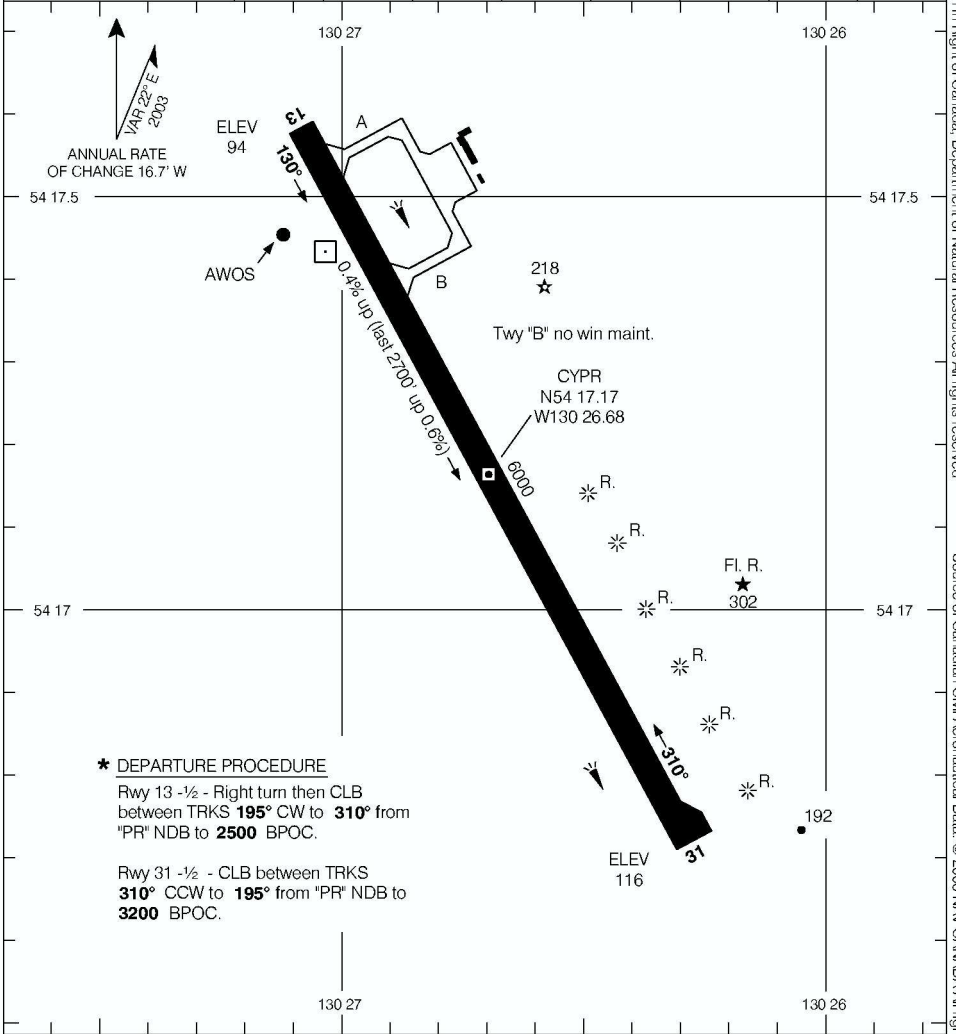 130 27
130 26
VAR 22° E
2003
ANNUAL RATE
OF CHANGE 16.7' W
ELEV
94
13
130°
A
54 17.5
54 17.5
AWOS
B
218
0.4% up (last 2700' up 0.6%)
Twy "B" no win maint.
CYPR
N54 17.17
W130 26.68
6000
R.
R.
Fl. R.
302
R.
54 17
54 17
R.
R.
310°
R.
192
31
ELEV
116
* DEPARTURE PROCEDURE
Rwy 13 -½ - Right turn then CLB
between TRKS 195° CW to 310° from
"PR" NDB to 2500 BPOC.
Rwy 31 -½ - CLB between TRKS
310° CCW to 195° from "PR" NDB to
3200 BPOC.
130 27
130 26